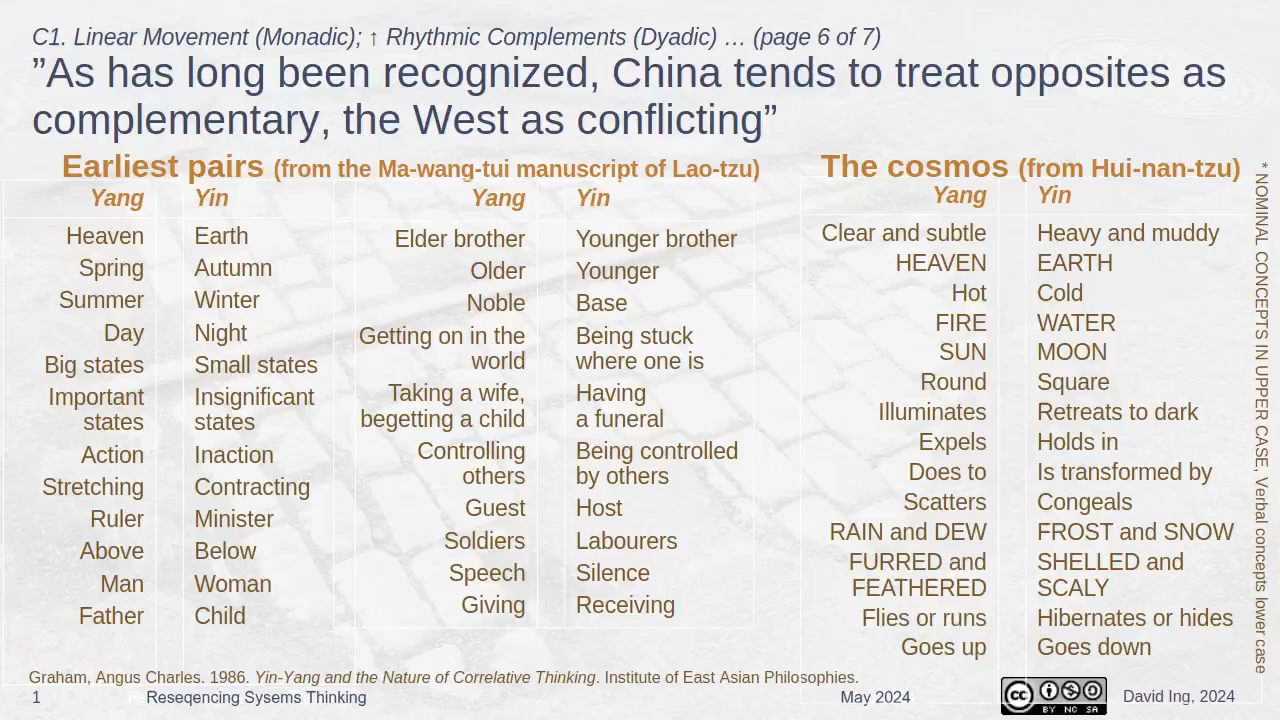 C1. Linear Movement (Monadic); ↑ Rhythmic Complements (Dyadic) … (page 6 of 7)
”As has long been recognized, China tends to treat opposites as
complementary, the West as conflicting”
Earliest pairs (from the Ma-wang-tui manuscript of Lao-tzu)
Yang Yin
Heaven Earth
Spring Autumn
Summer Winter
Day Night
Big states Small states
Important Insignificant
states states
Action Inaction
Stretching Contracting
Ruler Minister
Above Below
Man Woman
Father Child
Yang Yin
Elder brother Younger brother
Older Younger
Noble Base
Getting on in the Being stuck
world where one is
Taking a wife, Having
begetting a child a funeral
Controlling Being controlled
others by others
Guest Host
Soldiers Labourers
Speech Silence
Giving Receiving
The cosmos (from Hui-nan-tzu)
Yang Yin
Clear and subtle Heavy and muddy
HEAVEN EARTH
Hot Cold
FIRE WATER
SUN MOON
Round Square
Illuminates Retreats to dark
Expels Holds in
Does to Is transformed by
Scatters Congeals
RAIN and DEW FROST and SNOW
FURRED and SHELLED and
FEATHERED SCALY
Flies or runs Hibernates or hides
Goes up Goes down
* NOMINAL CONCEPTS IN UPPER CASE, Verbal concepts lower case
Graham, Angus Charles. 1986. Yin-Yang and the Nature of Correlative Thinking. Institute of East Asian Philosophies.
1 Reseqencing Sysems Thinking May 2024 cc BY NC SA David Ing, 2024